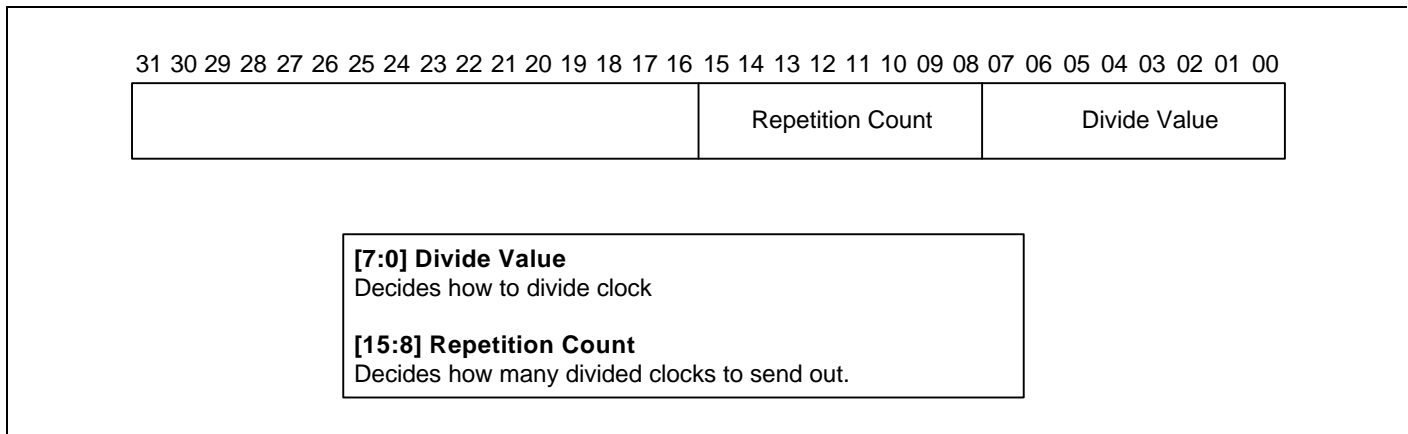 31 30 29 28 27 26 25 24 23 22 21 20 19 18 17 16 15 14 13 12 11 10 09 08 07 06 05 04 03 02 01 00
Repetition Count Divide Value
[7:0] Divide Value
Decides how to divide clock
[15:8] Repetition Count
Decides how many divided clocks to send out.